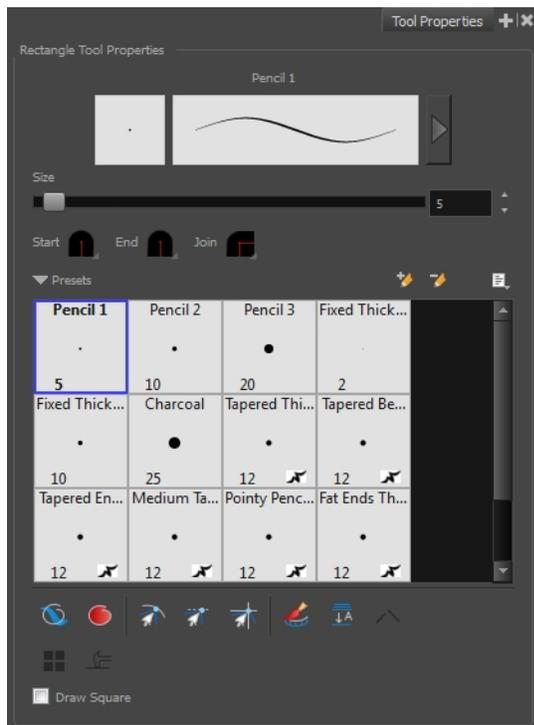 Tool Properties
Rectangle Tool Properties
Pencil 1
Size
5
Start End Join
Presets
Pencil 1 Pencil 2 Pencil 3 Fixed Thick...
5 10 20 2
Fixed Thick... Charcoal Tapered Thi... Tapered Be...
10 25 12 12
Tapered En... Medium Ta... Pointy Penc... Fat Ends Th...
12 12 12 12
A
Draw Square